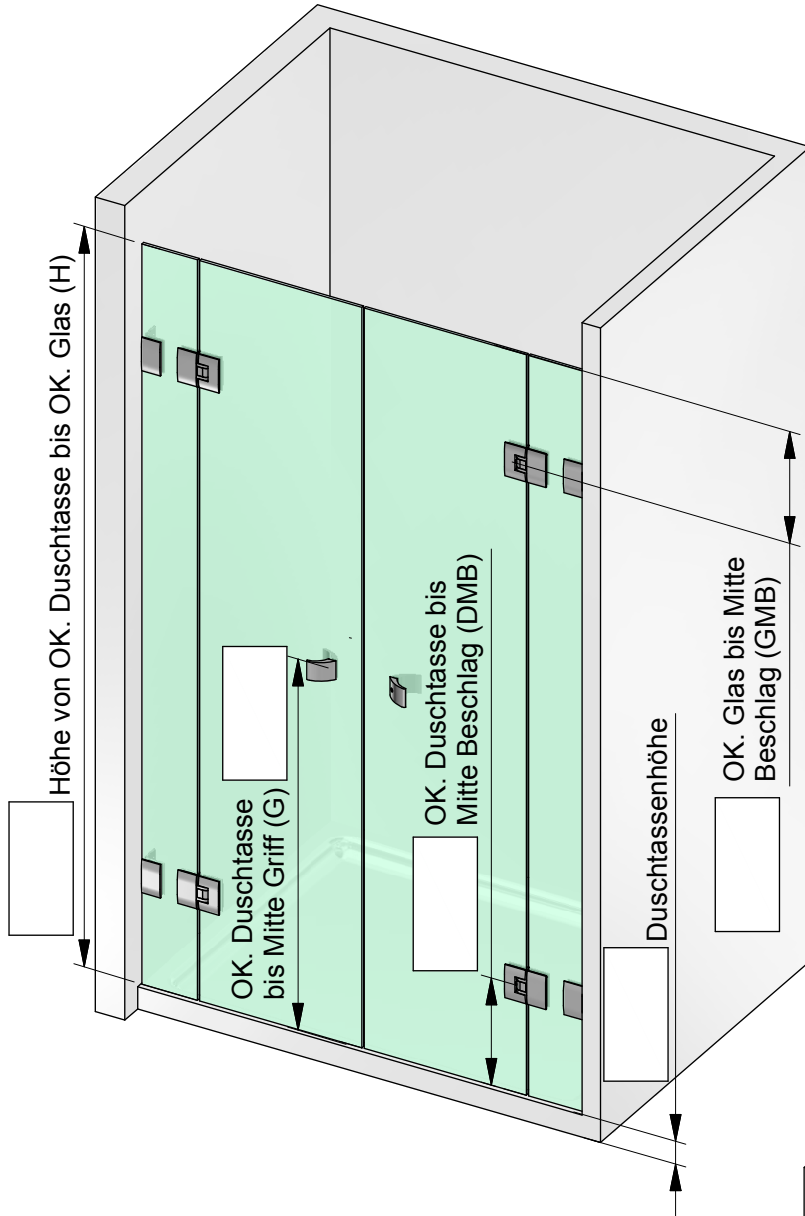 Höhe von OK. Duschtasse bis OK. Glas (H)
OK. Duschtasse
bis Mitte Griff (G)
OK. Duschtasse bis
Mitte Beschlag (DMB)
Duschtassenhöhe
OK. Glas bis Mitte
Beschlag (GMB)